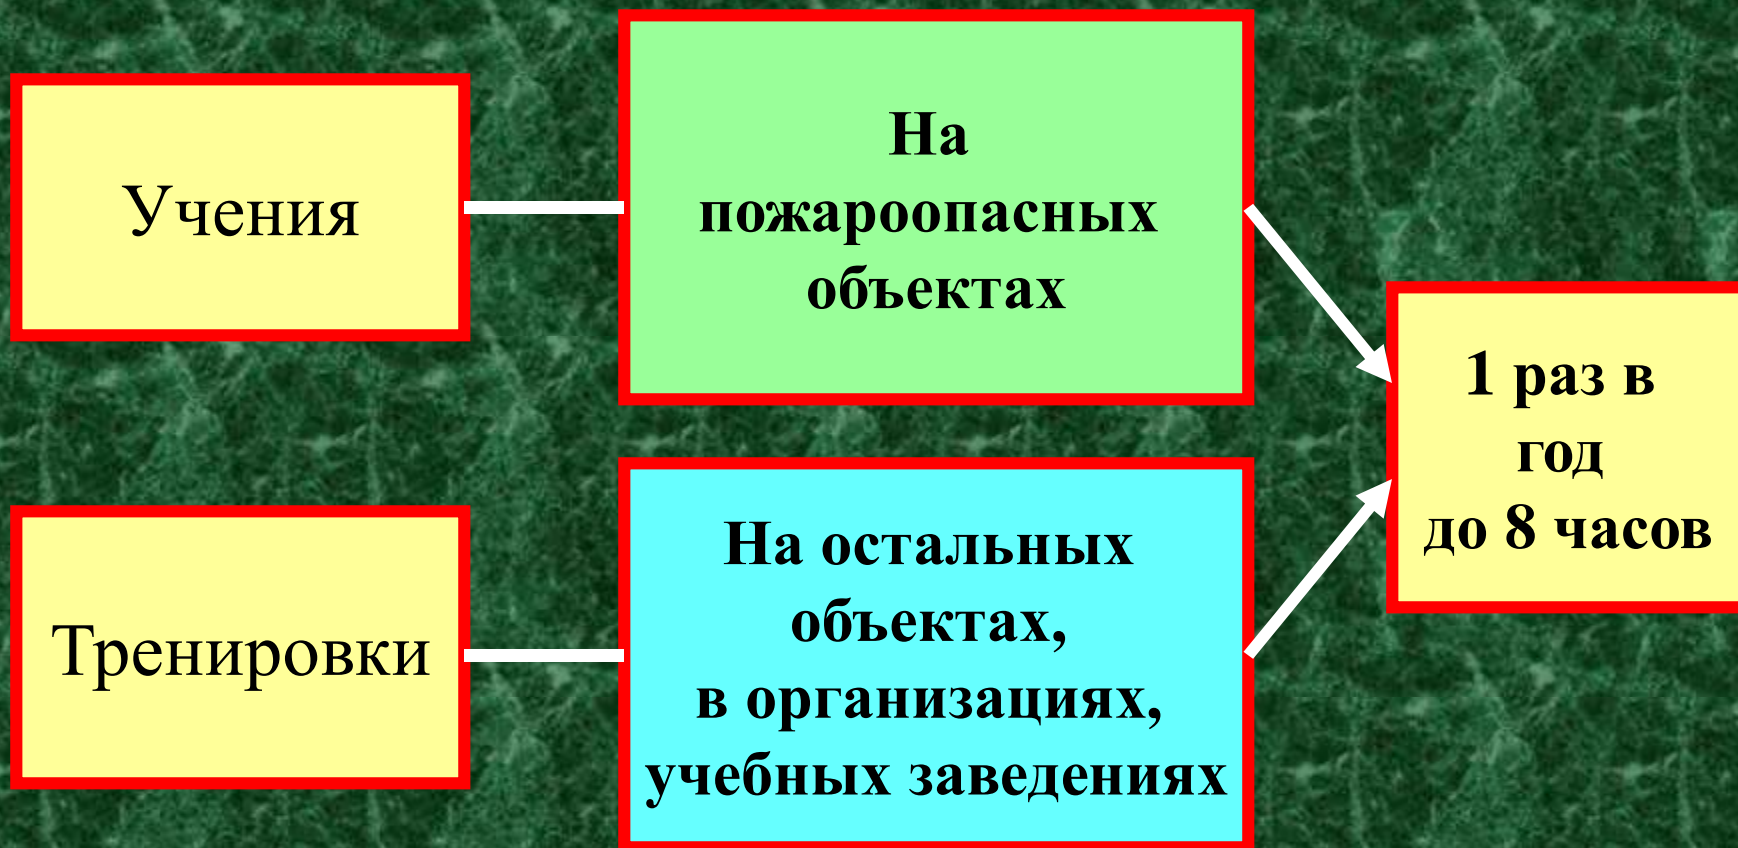 Учения
На
пожароопасных
объектах
1 раз в
год
до 8 часов
Тренировки
На остальных
объектах,
в организациях,
учебных заведениях